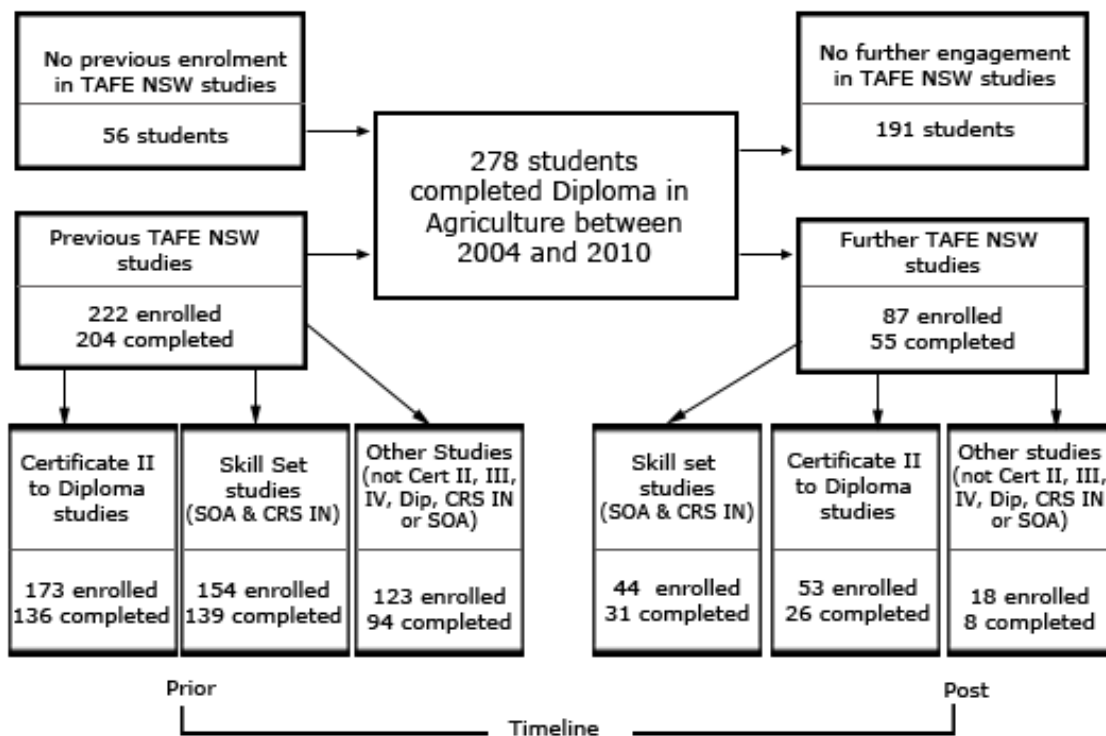 No previous enrolment
in TAFE NSW studies
56 students
Previous TAFE NSW
studies
222 enrolled
204 completed
278 students
completed Diploma in
Agriculture between
2004 and 2010
No further engagement
in TAFE NSW studies
191 students
Further TAFE NSW
studies
87 enrolled
55 completed
Certificate II
to Diploma
studies
173 enrolled
136 completed
Skill Set
studies
(SOA & CRS IN)
154 enrolled
139 completed
Other Studies
(not Cert II, III,
IV, Dip, CRS IN
or SOA)
123 enrolled
94 completed
Skill set
studies
(SOA & CRS IN)
44 enrolled
31 completed
Certificate II
to Diploma
studies
53 enrolled
26 completed
Other studies
(not Cert II, III,
IV, Dip, CRS IN
or SOA)
18 enrolled
8 completed
Prior
Timeline
Post